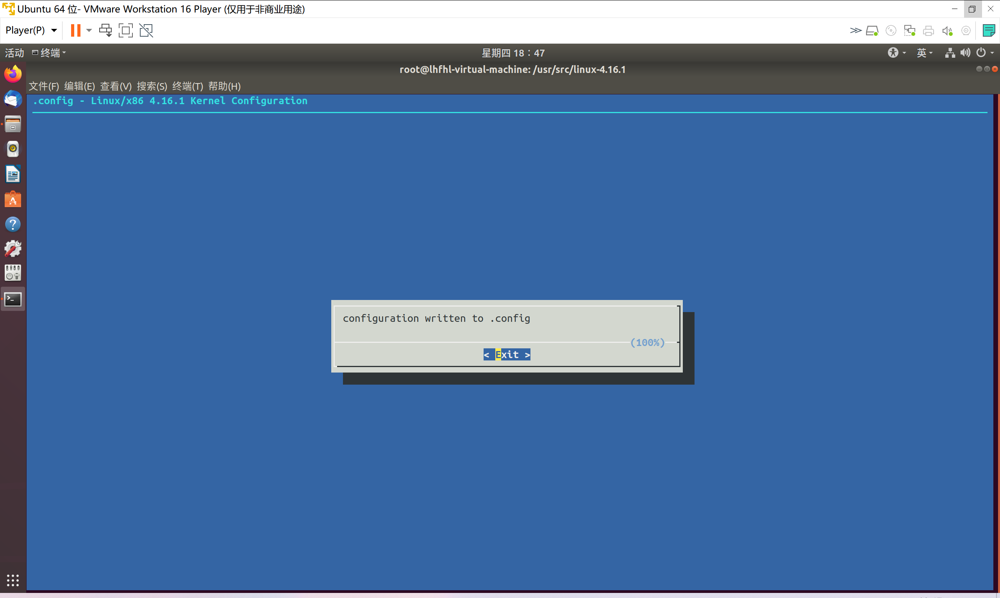 Ubuntu 64 位- VMware Workstation 16 Player (仅用于非商业用途)
Player(P)
活动 终端 星期四 18：47 英
root@lhfhl-virtual-machine: /usr/src/linux-4.16.1
文件(F) 编辑(E) 查看(V) 搜索(S) 终端(T) 帮助(H)
.config - Linux/x86 4.16.1 Kernel Configuration
configuration written to .config
(100%)
< Exit >